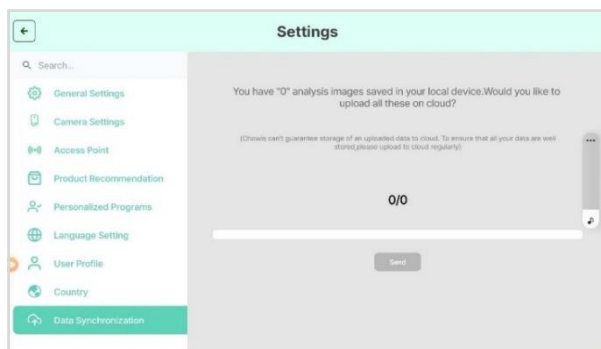 Settings
Search...
General Settings
Camera Settings
Access Point
Product Recommendation
Personalized Programs
Language Setting
User Profile
Country
Data Synchronization
You have "0" analysis images saved in your local device.Would you like to
upload all these on cloud?
(Chowis can't guarantee storage of an uploaded data to cloud. To ensure that all your data are well
stored,please upload to cloud regularly)
0/0
Send